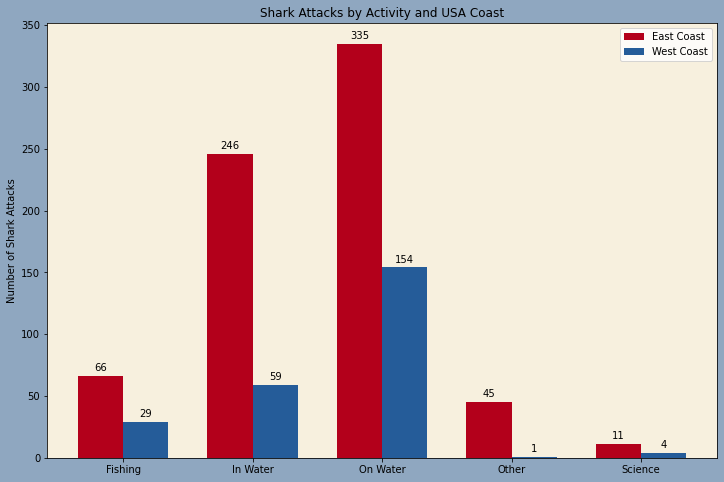 Shark Attacks by Activity and USA Coast
East Coast
West Coast
Number of Shark Attacks
350
300
250
200
150
100
50
0
66
29
246
59
335
154
45
1
11
4
Fishing
In Water
On Water
Other
Science